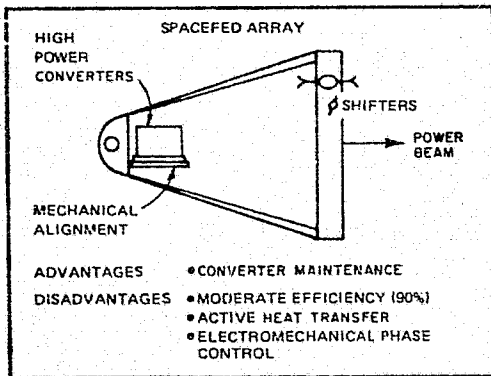 SPACEFED ARRAY
HIGH
POWER
CONVERTERS
ϕ SHIFTERS
POWER
BEAM
MECHANICAL
ALIGNMENT
ADVANTAGES • CONVERTER MAINTENANCE
DISADVANTAGES • MODERATE EFFICIENCY (90%)
• ACTIVE HEAT TRANSFER
• ELECTROMECHANICAL PHASE
CONTROL